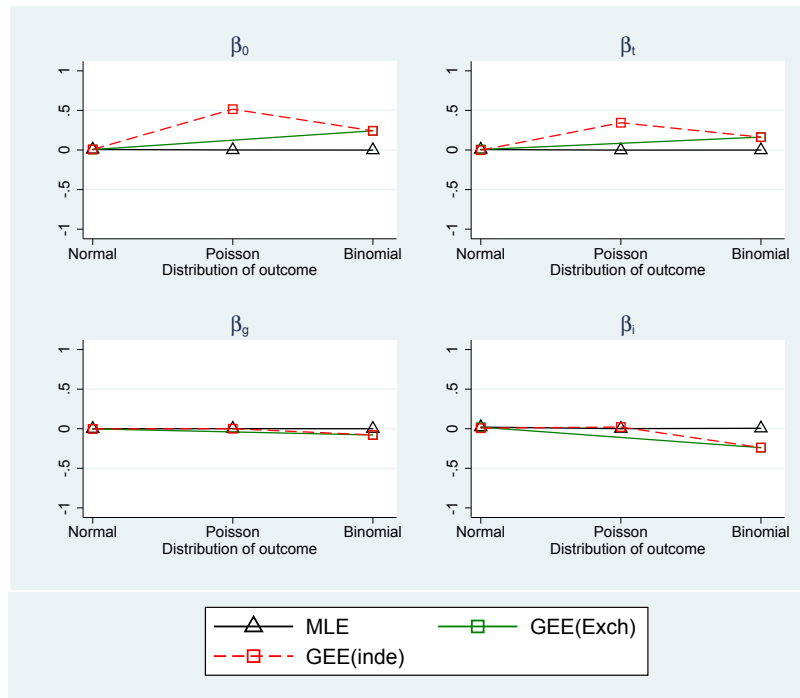 β₀
1
.5
0
-.5
-1
Normal Poisson Binomial
Distribution of outcome
βₜ
1
.5
0
-.5
-1
Normal Poisson Binomial
Distribution of outcome
β_g
1
.5
0
-.5
-1
Normal Poisson Binomial
Distribution of outcome
βᵢ
1
.5
0
-.5
-1
Normal Poisson Binomial
Distribution of outcome
MLE GEE(Exch)
GEE(inde)